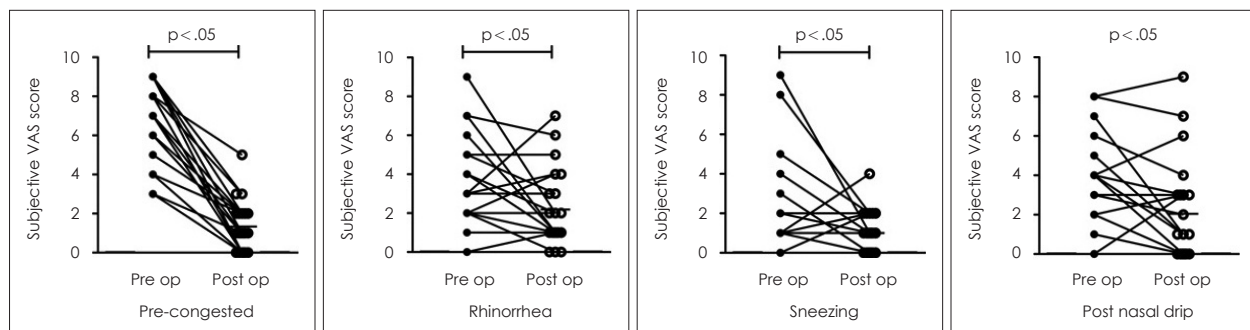 p<.05
10
8
6
4
2
0
Subjective VAS score
Pre op Post op
Pre-congested
p<.05
10
8
6
4
2
0
Subjective VAS score
Pre op Post op
Rhinorrhea
p<.05
10
8
6
4
2
0
Subjective VAS score
Pre op Post op
Sneezing
p<.05
10
8
6
4
2
0
Subjective VAS score
Pre op Post op
Post nasal drip